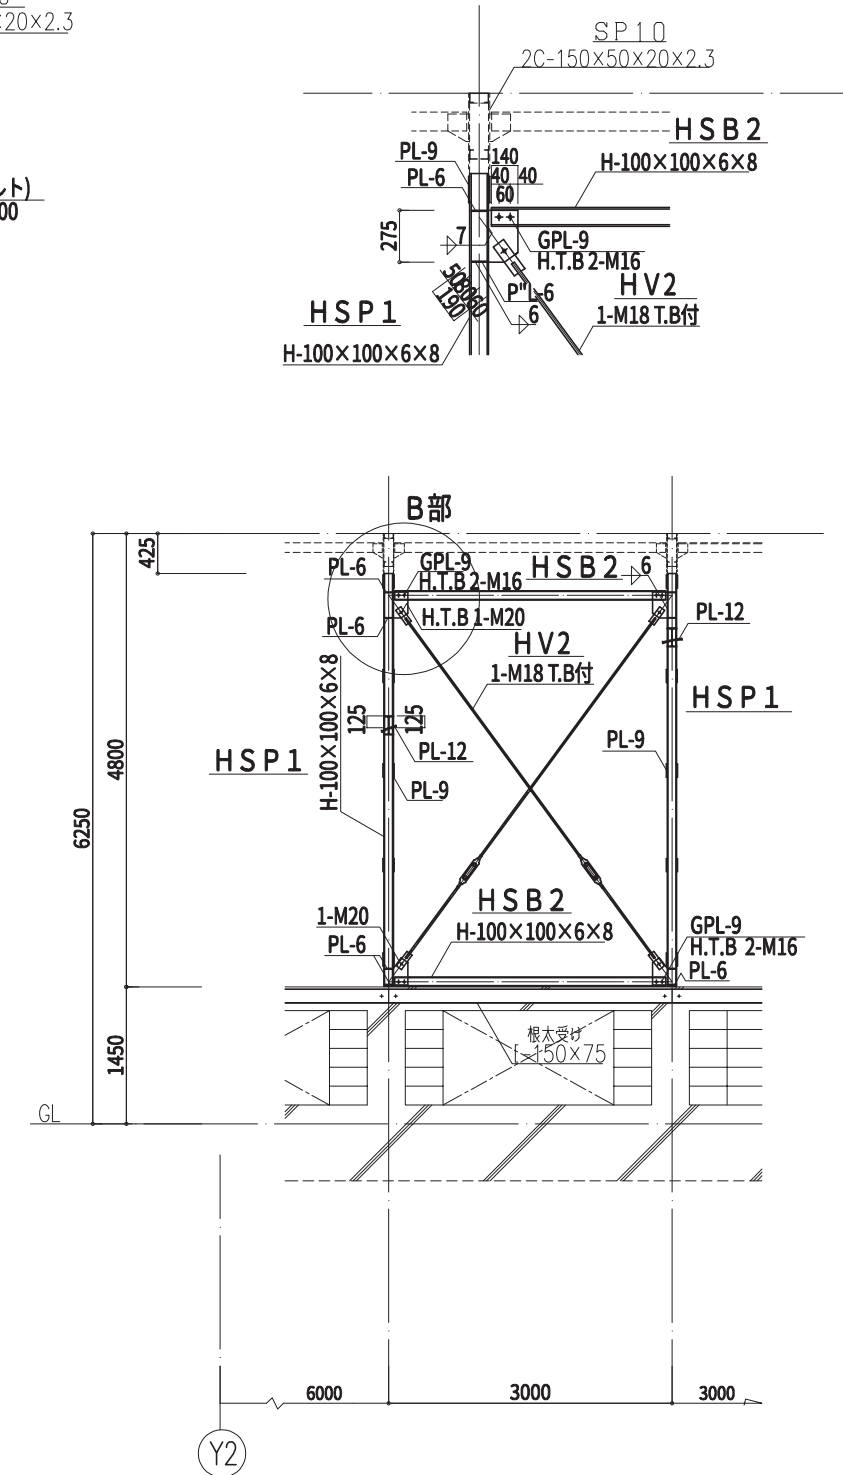 ×20×2.3
SP10
2C-150×50×20×2.3
HSB2
H-100×100×6×8
PL-9
PL-6
140
40 40
60
ルト)
00
275
7
GPL-9
H.T.B 2-M16
508060
190
P"L-6
6
HV2
1-M18 T.B付
HSP1
H-100×100×6×8
B部
425
PL-6
GPL-9
H.T.B 2-M16
HSB2
6
PL-6
H.T.B 1-M20
PL-12
HV2
1-M18 T.B付
HSP1
H-100×100×6×8
125
125
PL-12
PL-9
PL-9
HSP1
4800
6250
1-M20
PL-6
HSB2
H-100×100×6×8
GPL-9
H.T.B 2-M16
PL-6
1450
根太受け
[-150×75
GL
6000
3000
3000
Y2